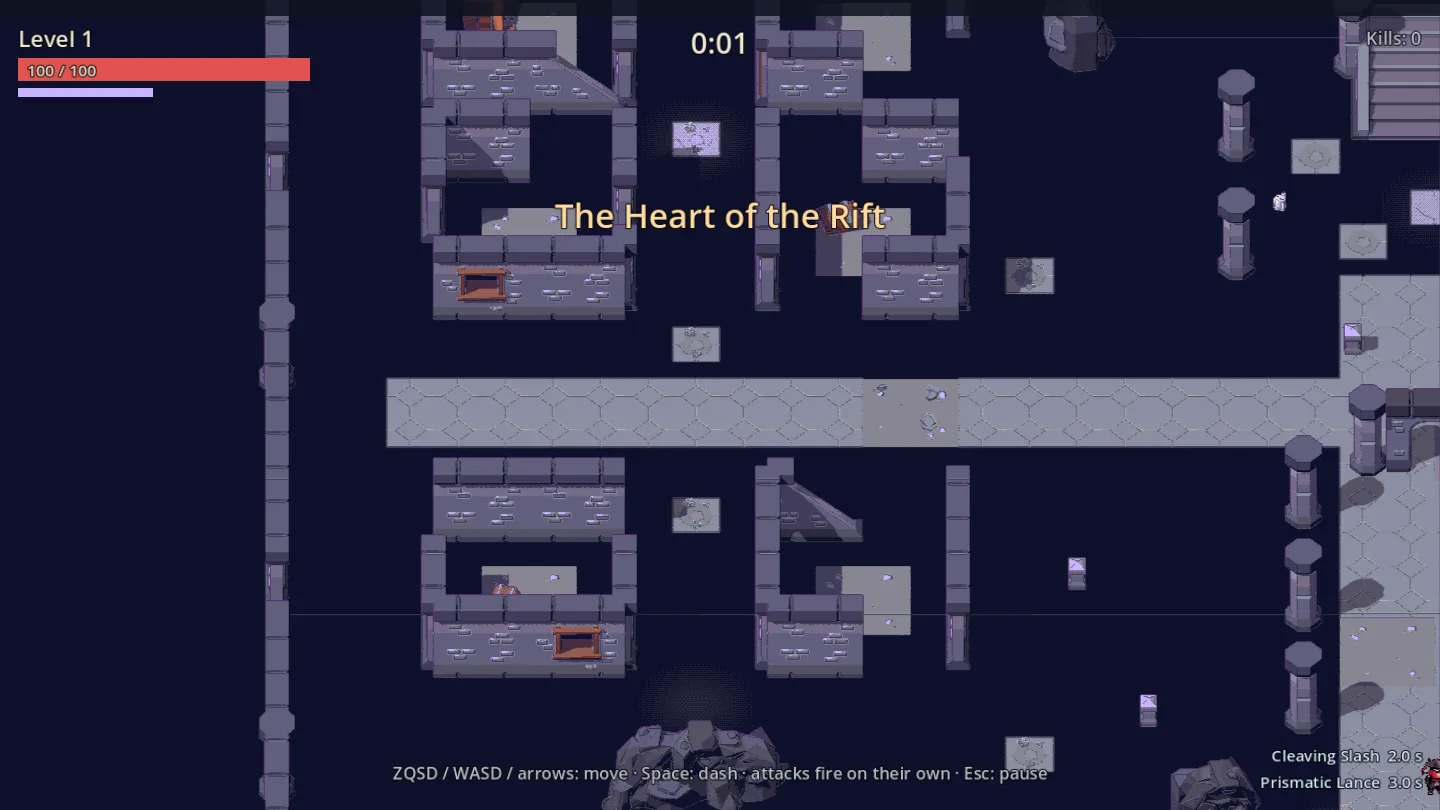 Level 1
100 / 100
0:01
Kills: 0
The Heart of the Rift
Cleaving Slash 2.0 s
Prismatic Lance 3.0 s
ZQSD / WASD / arrows: move · Space: dash · attacks fire on their own · Esc: pause